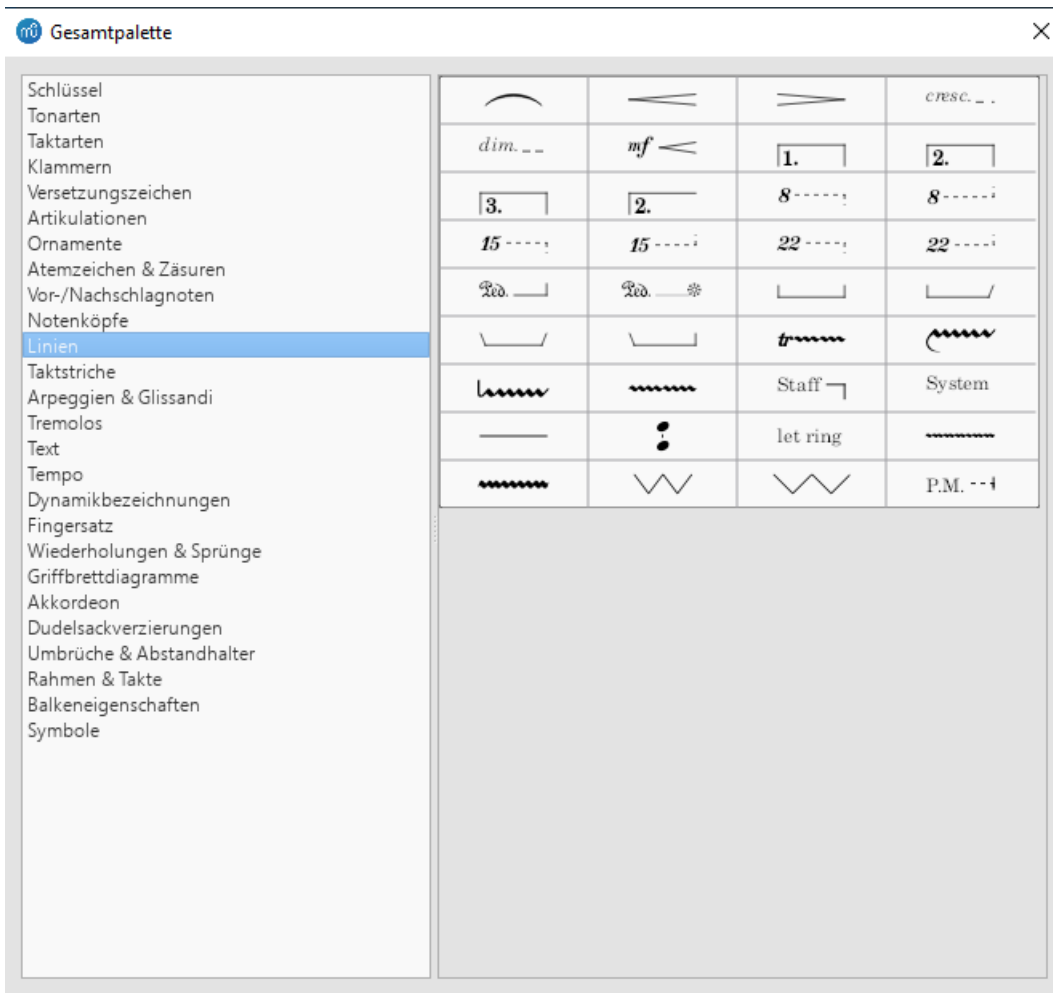 Gesamtpalette
Schlüssel
Tonarten
Taktarten
Klammern
Versetzungszeichen
Artikulationen
Ornamente
Atemzeichen & Zäsuren
Vor-/Nachschlagnoten
Notenköpfe
Linien
Taktstriche
Arpeggien & Glissandi
Tremolos
Text
Tempo
Dynamikbezeichnungen
Fingersatz
Wiederholungen & Sprünge
Griffbrettdiagramme
Akkordeon
Dudelsackverzierungen
Umbrüche & Abstandhalter
Rahmen & Takte
Balkeneigenschaften
Symbole
cresc.
dim. mf 1. 2.
3. 2. 8 8
15 15 22 22
Ped. Ped.
tr
Staff System
let ring
P.M.